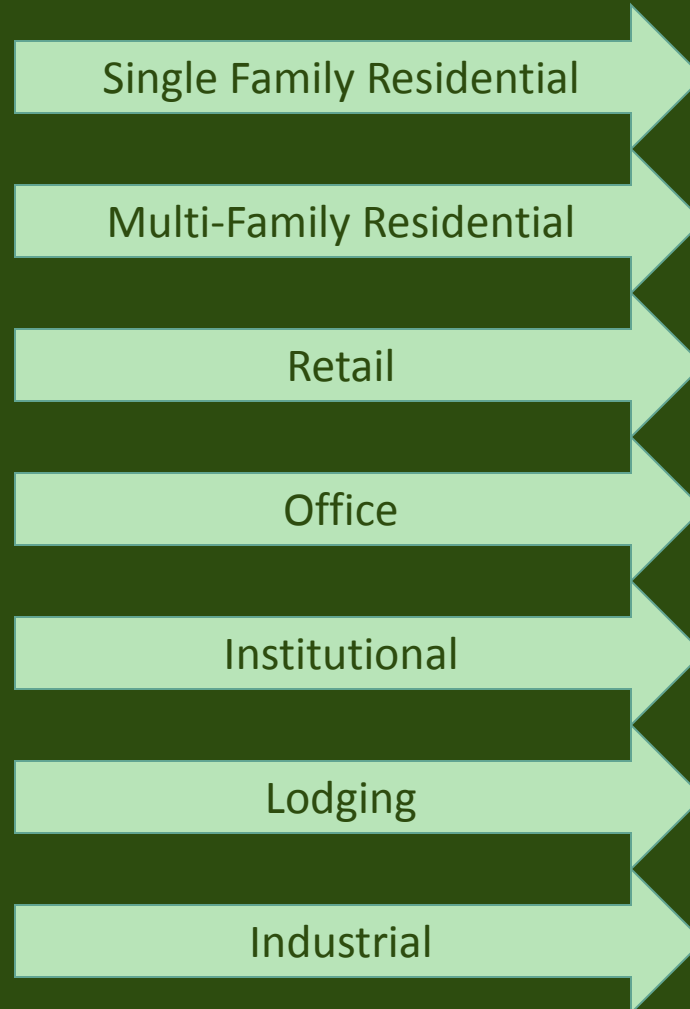 Single Family Residential
Multi-Family Residential
Retail
Office
Institutional
Lodging
Industrial